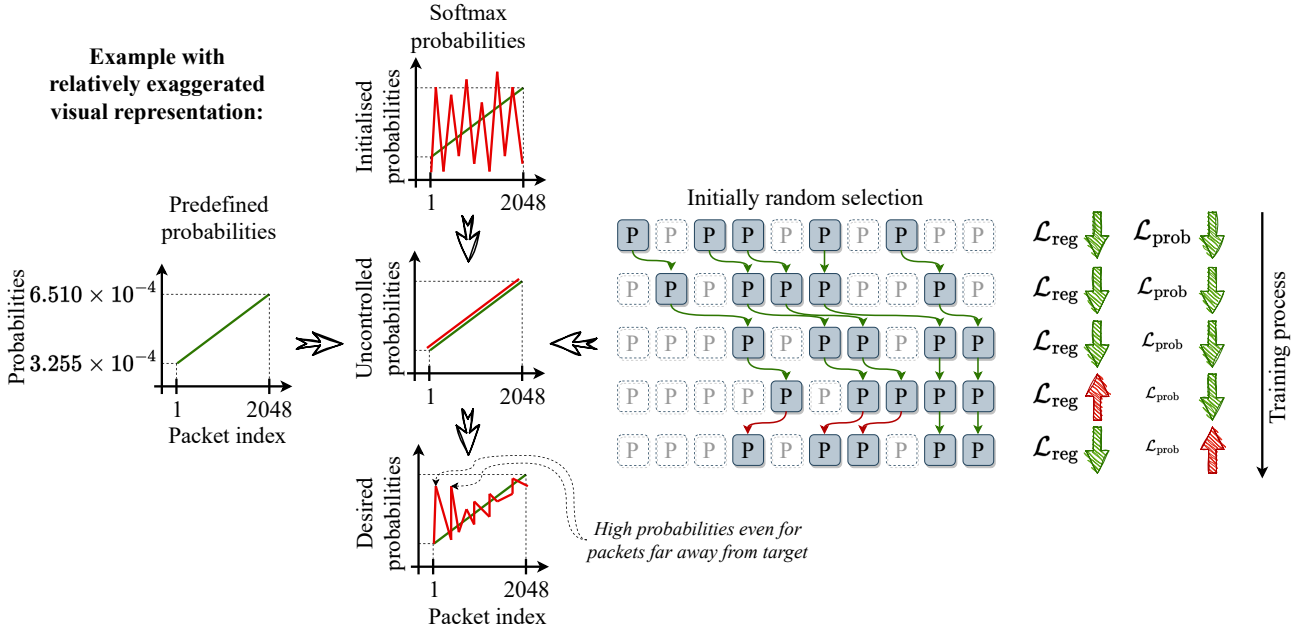 Example with
relatively exaggerated
visual representation:
Softmax
probabilities
Initialised
probabilities
1 2048
Predefined
probabilities
Probabilities
6.510 × 10⁻⁴
3.255 × 10⁻⁴
1 2048
Packet index
Uncontrolled
probabilities
1 2048
Desired
probabilities
1 2048
Packet index
High probabilities even for
packets far away from target
Initially random selection
P P P P P P P P P P
P P P P P P P P P P
P P P P P P P P P P
P P P P P P P P P P
P P P P P P P P P P
ℒreg ℒprob
ℒreg ℒprob
ℒreg ℒprob
ℒreg ℒprob
ℒreg ℒprob
Training process